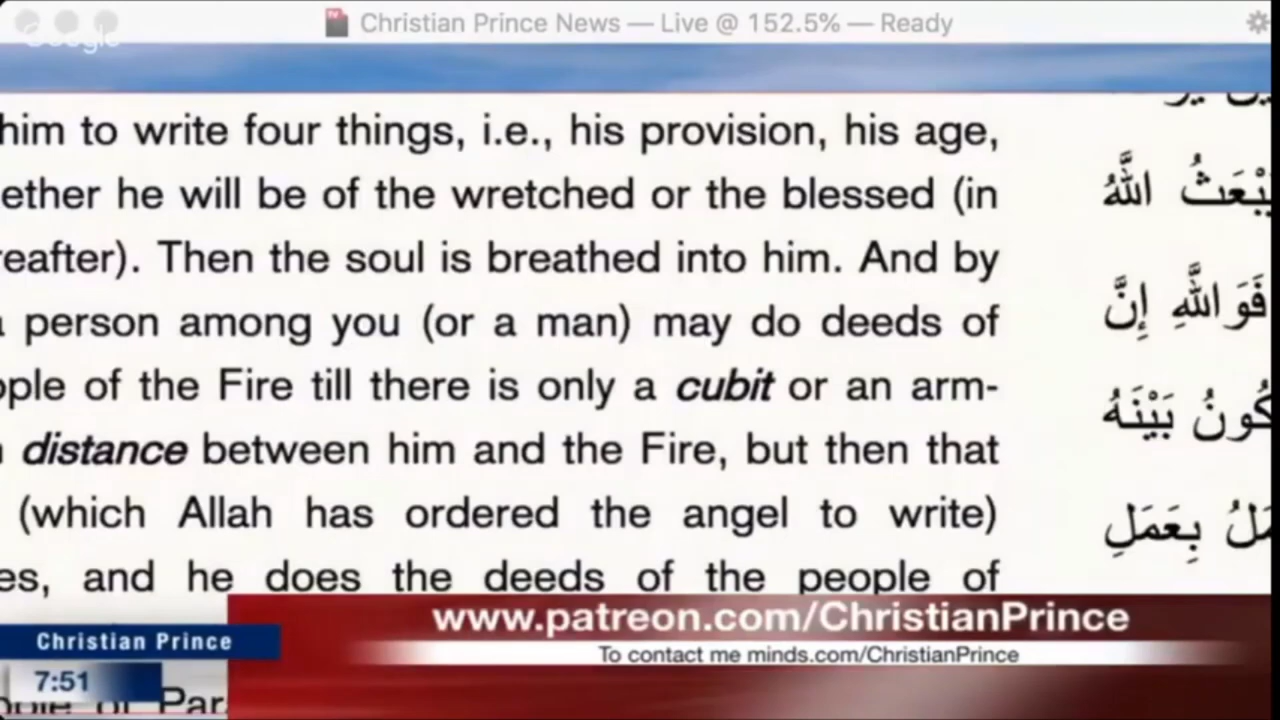 Christian Prince News — Live @ 152.5% — Ready
Google
him to write four things, i.e., his provision, his age,
ether he will be of the wretched or the blessed (in
reafter). Then the soul is breathed into him. And by
person among you (or a man) may do deeds of
ople of the Fire till there is only a cubit or an arm-
distance between him and the Fire, but then that
(which Allah has ordered the angel to write)
es, and he does the deeds of the people of
يَبْعَثُ اللَّهُ
فَوَاللَّهِ إِنَّ
كُونُ بَيْنَهُ
مَلُ بِعَمَلِ
www.patreon.com/ChristianPrince
Christian Prince
To contact me minds.com/ChristianPrince
7:51
ople of Par